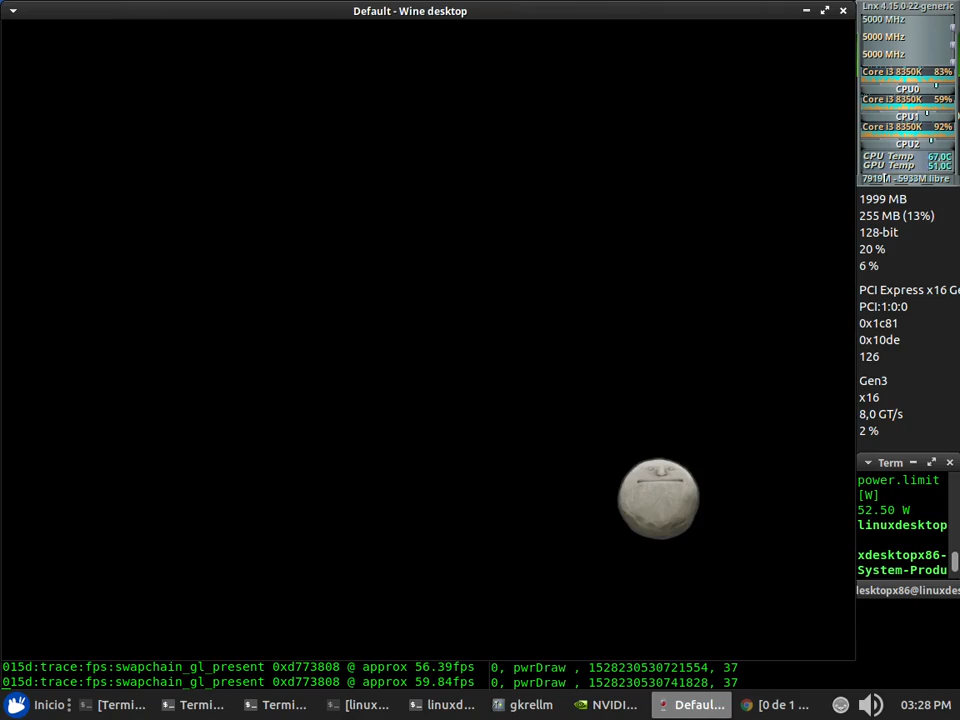 Default - Wine desktop
Lnx 4.15.0-22-generic
5000 MHz
5000 MHz
5000 MHz
Core i3 8350K 83%
CPU0
Core i3 8350K 59%
CPU1
Core i3 8350K 92%
CPU2
CPU Temp 67,0C
GPU Temp 51,0C
7919M - 5933M libre
1999 MB
255 MB (13%)
128-bit
20 %
6 %
PCI Express x16 Ge
PCI:1:0:0
0x1c81
0x10de
126
Gen3
x16
8,0 GT/s
2 %
Term
power.limit
[W]
52.50 W
linuxdesktop
xdesktopx86-
System-Produ
desktopx86@linuxdes
015d:trace:fps:swapchain_gl_present 0xd773808 @ approx 56.39fps
015d:trace:fps:swapchain_gl_present 0xd773808 @ approx 59.84fps
0, pwrDraw , 1528230530721554, 37
0, pwrDraw , 1528230530741828, 37
Inicio [Termi... Termi... Termi... [linux... linuxd... gkrellm NVIDI... Defaul... [0 de 1 ... 03:28 PM